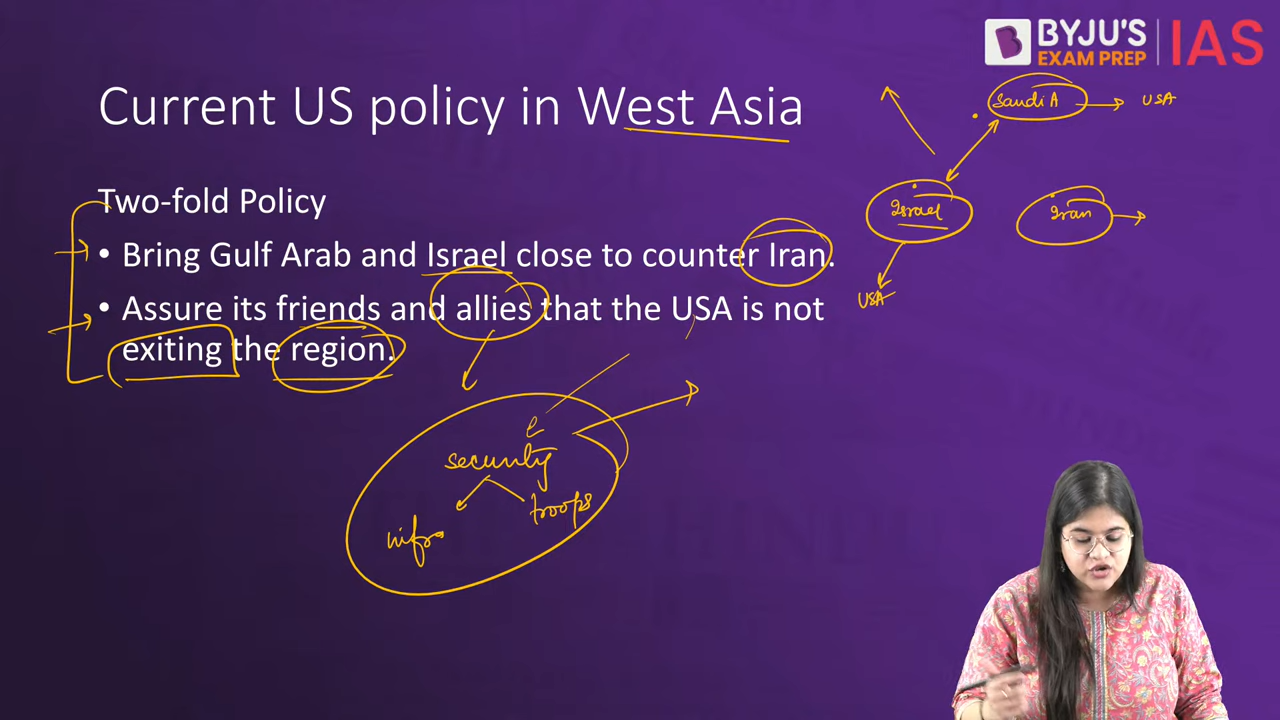 BYJU'S
EXAM PREP
IAS
Current US policy in West Asia
Two-fold Policy
• Bring Gulf Arab and Israel close to counter Iran.
• Assure its friends and allies that the USA is not
exiting the region.
Saudi A → USA
Israel
Iran
USA
e
security
infra
troops